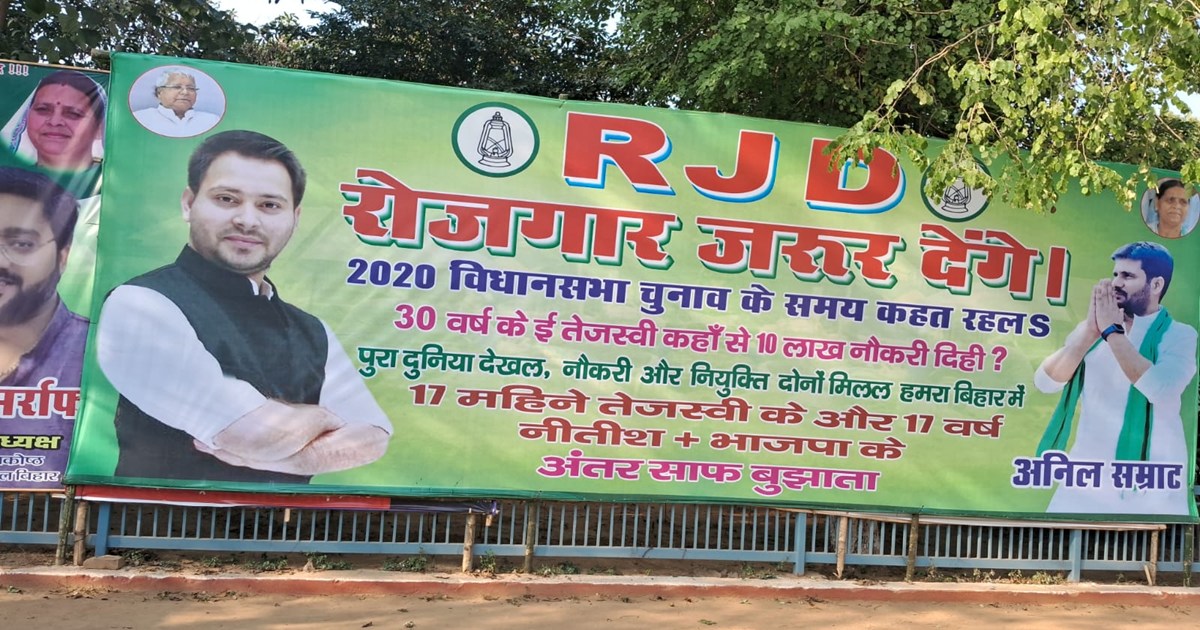 !!!
RJD
रोजगार जरूर देंगे।
2020 विधानसभा चुनाव के समय कहत रहलS
30 वर्ष के ई तेजस्वी कहाँ से 10 लाख नौकरी दिही ?
पुरा दुनिया देखल, नौकरी और नियुक्ति दोनों मिलल हमरा बिहार में
17 महिने तेजस्वी के और 17 वर्ष
नीतीश + भाजपा के
अंतर साफ बुझाता
अनिल सम्राट
र्राफ
ध्यक्ष
कोष्ठ
बिहार